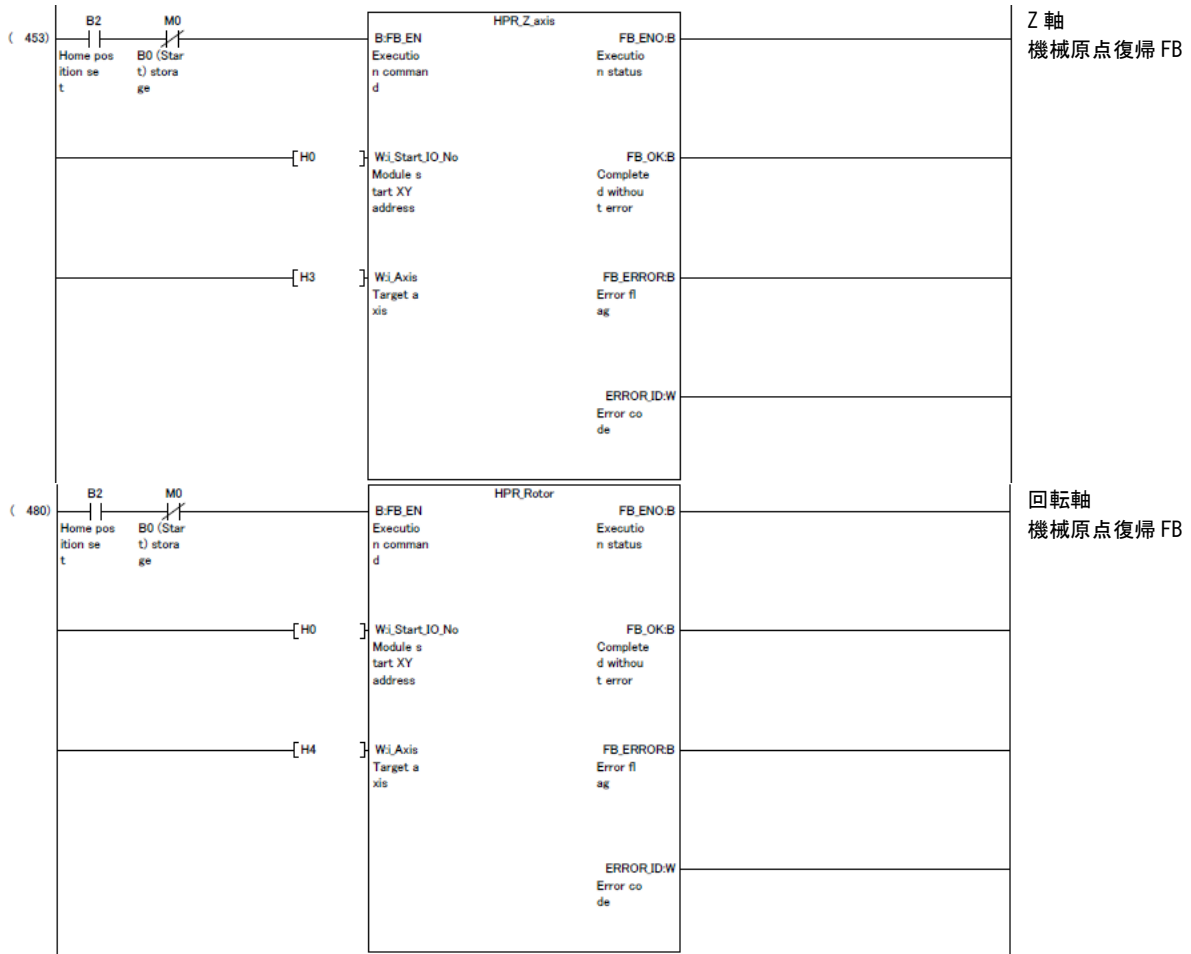 B2 M0 HPR_Z_axis Z 軸
( 453) B:FB_EN FB_ENO:B 機械原点復帰 FB
Home pos B0 (Star Executio Executio
ition se t) stora n comman n status
t ge d
H0 W:i_Start_IO_No FB_OK:B
Module s Complete
tart XY d withou
address t error
H3 W:i_Axis FB_ERROR:B
Target a Error fl
xis ag
ERROR_ID:W
Error co
de
B2 M0 HPR_Rotor 回転軸
( 480) B:FB_EN FB_ENO:B 機械原点復帰 FB
Home pos B0 (Star Executio Executio
ition se t) stora n comman n status
t ge d
H0 W:i_Start_IO_No FB_OK:B
Module s Complete
tart XY d withou
address t error
H4 W:i_Axis FB_ERROR:B
Target a Error fl
xis ag
ERROR_ID:W
Error co
de